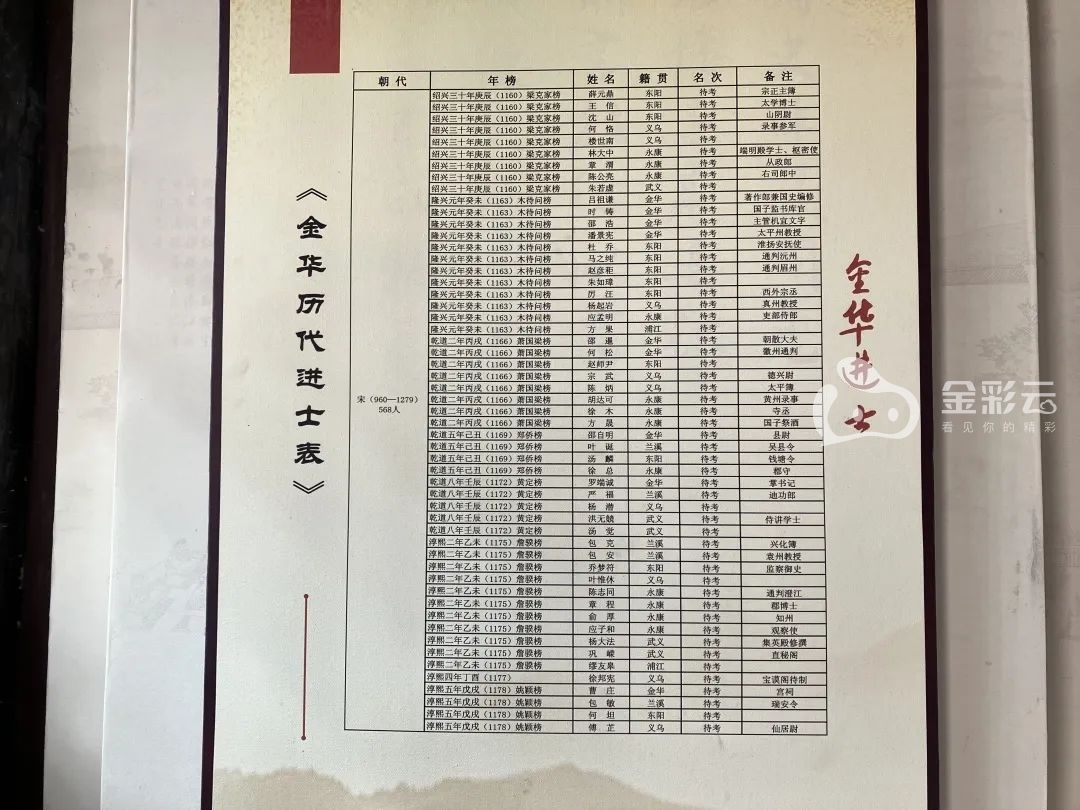 《金华历代进士表》
朝代 年榜 姓名 籍贯 名次 备注
宋（960—1279）
568人
绍兴三十年庚辰（1160）梁克家榜 薛元鼎 东阳 待考 宗正主簿
绍兴三十年庚辰（1160）梁克家榜 王信 东阳 待考 太学博士
绍兴三十年庚辰（1160）梁克家榜 沈山 东阳 待考 山阴尉
绍兴三十年庚辰（1160）梁克家榜 何恪 义乌 待考 录事参军
绍兴三十年庚辰（1160）梁克家榜 楼世南 义乌 待考
绍兴三十年庚辰（1160）梁克家榜 林大中 永康 待考 端明殿学士、枢密使
绍兴三十年庚辰（1160）梁克家榜 章渭 永康 待考 从政郎
绍兴三十年庚辰（1160）梁克家榜 陈公亮 永康 待考 右司郎中
绍兴三十年庚辰（1160）梁克家榜 朱若虚 武义 待考
隆兴元年癸未（1163）木待问榜 吕祖谦 金华 待考 著作郎兼国史编修
隆兴元年癸未（1163）木待问榜 时铸 金华 待考 国子监书库官
隆兴元年癸未（1163）木待问榜 邵浩 金华 待考 主管机宜文字
隆兴元年癸未（1163）木待问榜 潘景宪 金华 待考 太平州教授
隆兴元年癸未（1163）木待问榜 杜乔 东阳 待考 淮扬安抚使
隆兴元年癸未（1163）木待问榜 马之纯 东阳 待考 通判沅州
隆兴元年癸未（1163）木待问榜 赵彦秬 东阳 待考 通判眉州
隆兴元年癸未（1163）木待问榜 朱如璋 东阳 待考
隆兴元年癸未（1163）木待问榜 厉汪 东阳 待考 西外宗丞
隆兴元年癸未（1163）木待问榜 杨起岩 义乌 待考 真州教授
隆兴元年癸未（1163）木待问榜 应孟明 永康 待考 吏部侍郎
隆兴元年癸未（1163）木待问榜 方果 浦江 待考
乾道二年丙戌（1166）萧国梁榜 邵暹 金华 待考 朝散大夫
乾道二年丙戌（1166）萧国梁榜 何松 金华 待考 徽州通判
乾道二年丙戌（1166）萧国梁榜 赵师尹 东阳 待考
乾道二年丙戌（1166）萧国梁榜 宗武 义乌 待考 德兴尉
乾道二年丙戌（1166）萧国梁榜 陈炳 义乌 待考 太平簿
乾道二年丙戌（1166）萧国梁榜 胡达可 永康 待考 黄州录事
乾道二年丙戌（1166）萧国梁榜 徐木 永康 待考 寺丞
乾道二年丙戌（1166）萧国梁榜 方晟 永康 待考 国子祭酒
乾道五年己丑（1169）郑侨榜 邵自明 金华 待考 县尉
乾道五年己丑（1169）郑侨榜 叶诞 兰溪 待考 吴县令
乾道五年己丑（1169）郑侨榜 汤麟 东阳 待考 钱塘令
乾道五年己丑（1169）郑侨榜 徐总 永康 待考 郡守
乾道八年壬辰（1172）黄定榜 罗端诚 金华 待考 掌书记
乾道八年壬辰（1172）黄定榜 严福 兰溪 待考 迪功郎
乾道八年壬辰（1172）黄定榜 杨潜 义乌 待考
乾道八年壬辰（1172）黄定榜 洪无兢 武义 待考 侍讲学士
乾道八年壬辰（1172）黄定榜 汤觉 武义 待考
淳熙二年乙未（1175）詹骙榜 包克 兰溪 待考 兴化簿
淳熙二年乙未（1175）詹骙榜 包安 兰溪 待考 袁州教授
淳熙二年乙未（1175）詹骙榜 乔梦符 东阳 待考 监察御史
淳熙二年乙未（1175）詹骙榜 叶惟休 义乌 待考
淳熙二年乙未（1175）詹骙榜 陈志同 永康 待考 通判澄江
淳熙二年乙未（1175）詹骙榜 章程 永康 待考 郡博士
淳熙二年乙未（1175）詹骙榜 俞厚 永康 待考 知州
淳熙二年乙未（1175）詹骙榜 应子和 永康 待考 观察使
淳熙二年乙未（1175）詹骙榜 杨大法 武义 待考 集英殿修撰
淳熙二年乙未（1175）詹骙榜 巩嵘 武义 待考 直秘阁
淳熙二年乙未（1175）詹骙榜 缪友皋 浦江 待考
淳熙四年丁酉（1177） 徐邦宪 义乌 待考 宝谟阁待制
淳熙五年戊戌（1178）姚颖榜 曹庄 金华 待考 宫祠
淳熙五年戊戌（1178）姚颖榜 包敏 兰溪 待考 瑞安令
淳熙五年戊戌（1178）姚颖榜 何坦 东阳 待考
淳熙五年戊戌（1178）姚颖榜 傅芷 义乌 待考 仙居尉
金华进士
金彩云
看见你的精彩